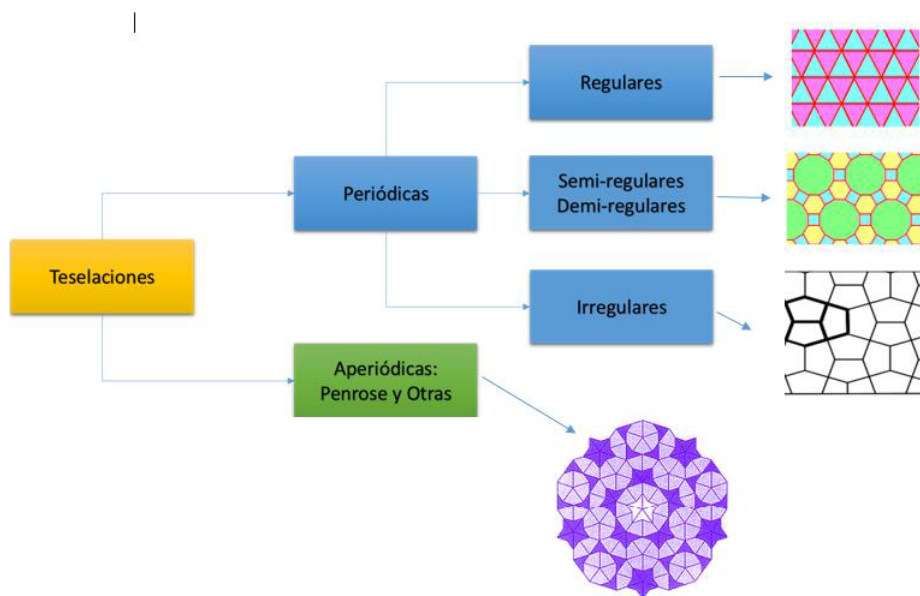 Teselaciones
Periódicas
Regulares
Semi-regulares
Demi-regulares
Irregulares
Aperiódicas:
Penrose y Otras